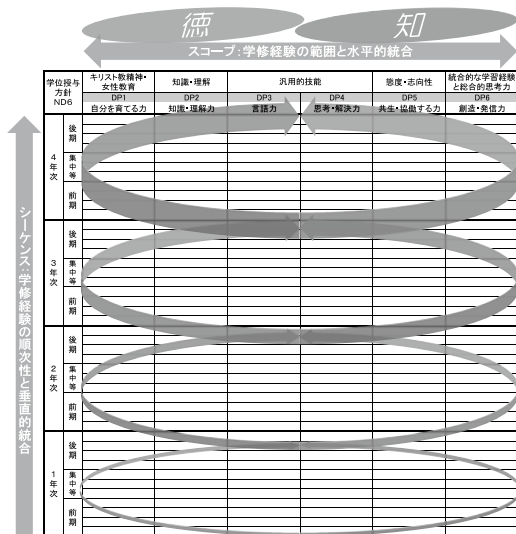 徳 知
スコープ：学修経験の範囲と水平的統合
学位授与
方針
ND6
キリスト教精神・
女性教育
知識・理解
汎用的技能
態度・志向性
統合的な学習経験
と総合的思考力
DP1 DP2 DP3 DP4 DP5 DP6
自分を育てる力 知識・理解力 言語力 思考・解決力 共生・協働する力 創造・発信力
シーケンス：学修経験の順次性と垂直的統合
4年次
後期
集中等
前期
3年次
後期
集中等
前期
2年次
後期
集中等
前期
1年次
後期
集中等
前期